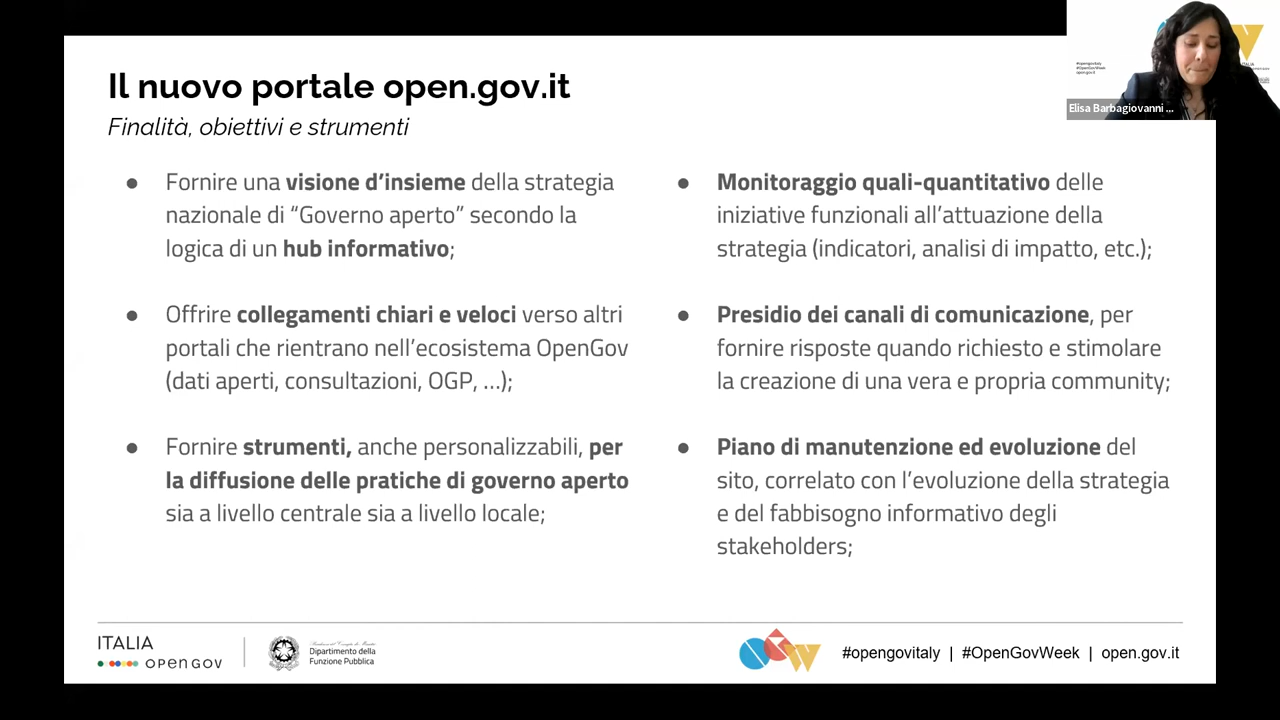 Il nuovo portale open.gov.it
Finalità, obiettivi e strumenti
● Fornire una visione d’insieme della strategia
nazionale di “Governo aperto” secondo la
logica di un hub informativo;
● Offrire collegamenti chiari e veloci verso altri
portali che rientrano nell’ecosistema OpenGov
(dati aperti, consultazioni, OGP, ...);
● Fornire strumenti, anche personalizzabili, per
la diffusione delle pratiche di governo aperto
sia a livello centrale sia a livello locale;
● Monitoraggio quali-quantitativo delle
iniziative funzionali all’attuazione della
strategia (indicatori, analisi di impatto, etc.);
● Presidio dei canali di comunicazione, per
fornire risposte quando richiesto e stimolare
la creazione di una vera e propria community;
● Piano di manutenzione ed evoluzione del
sito, correlato con l’evoluzione della strategia
e del fabbisogno informativo degli
stakeholders;
#opengovitaly
#OpenGovWeek
open.gov.it
Elisa Barbagiovanni ...
ITALIA
open gov
Dipartimento della
Funzione Pubblica
#opengovitaly | #OpenGovWeek | open.gov.it